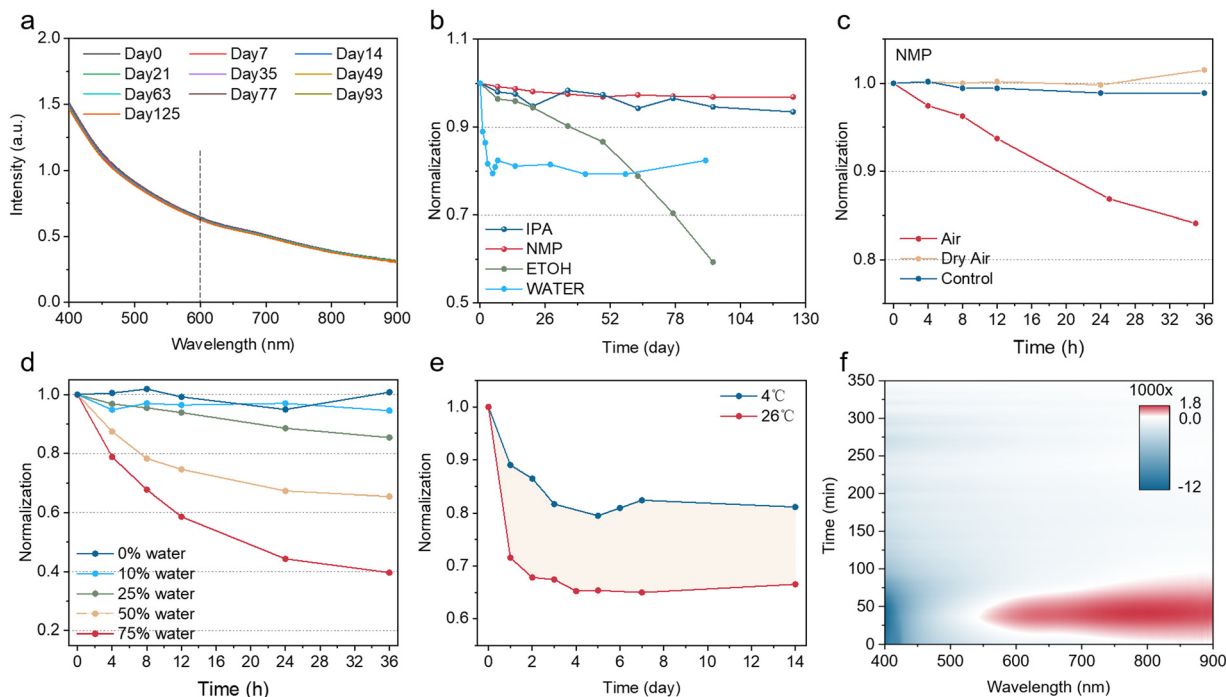 a
2.0
1.5
1.0
0.5
0.0
Intensity (a.u.)
Day0 Day7 Day14
Day21 Day35 Day49
Day63 Day77 Day93
Day125
400 500 600 700 800 900
Wavelength (nm)
b
1.1
0.9
0.7
0.5
Normalization
IPA
NMP
ETOH
WATER
0 26 52 78 104 130
Time (day)
c
NMP
1.0
0.9
0.8
Normalization
Air
Dry Air
Control
0 4 8 12 16 20 24 28 32 36
Time (h)
d
1.0
0.8
0.6
0.4
0.2
Normalization
0% water
10% water
25% water
50% water
75% water
0 4 8 12 16 20 24 28 32 36
Time (h)
e
4℃
26℃
1.0
0.9
0.8
0.7
0.6
Normalization
0 2 4 6 8 10 12 14
Time (day)
f
350
300
250
200
150
100
50
0
Time (min)
1000x
1.8
0.0
-12
400 500 600 700 800 900
Wavelength (nm)